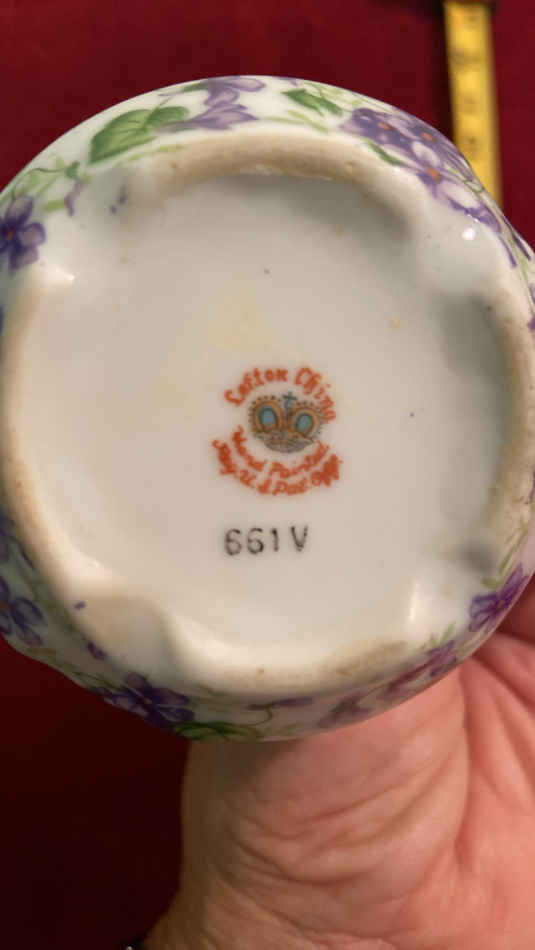 Lefton China
Hand Painted
Reg. U.S Pat. Off.
661V